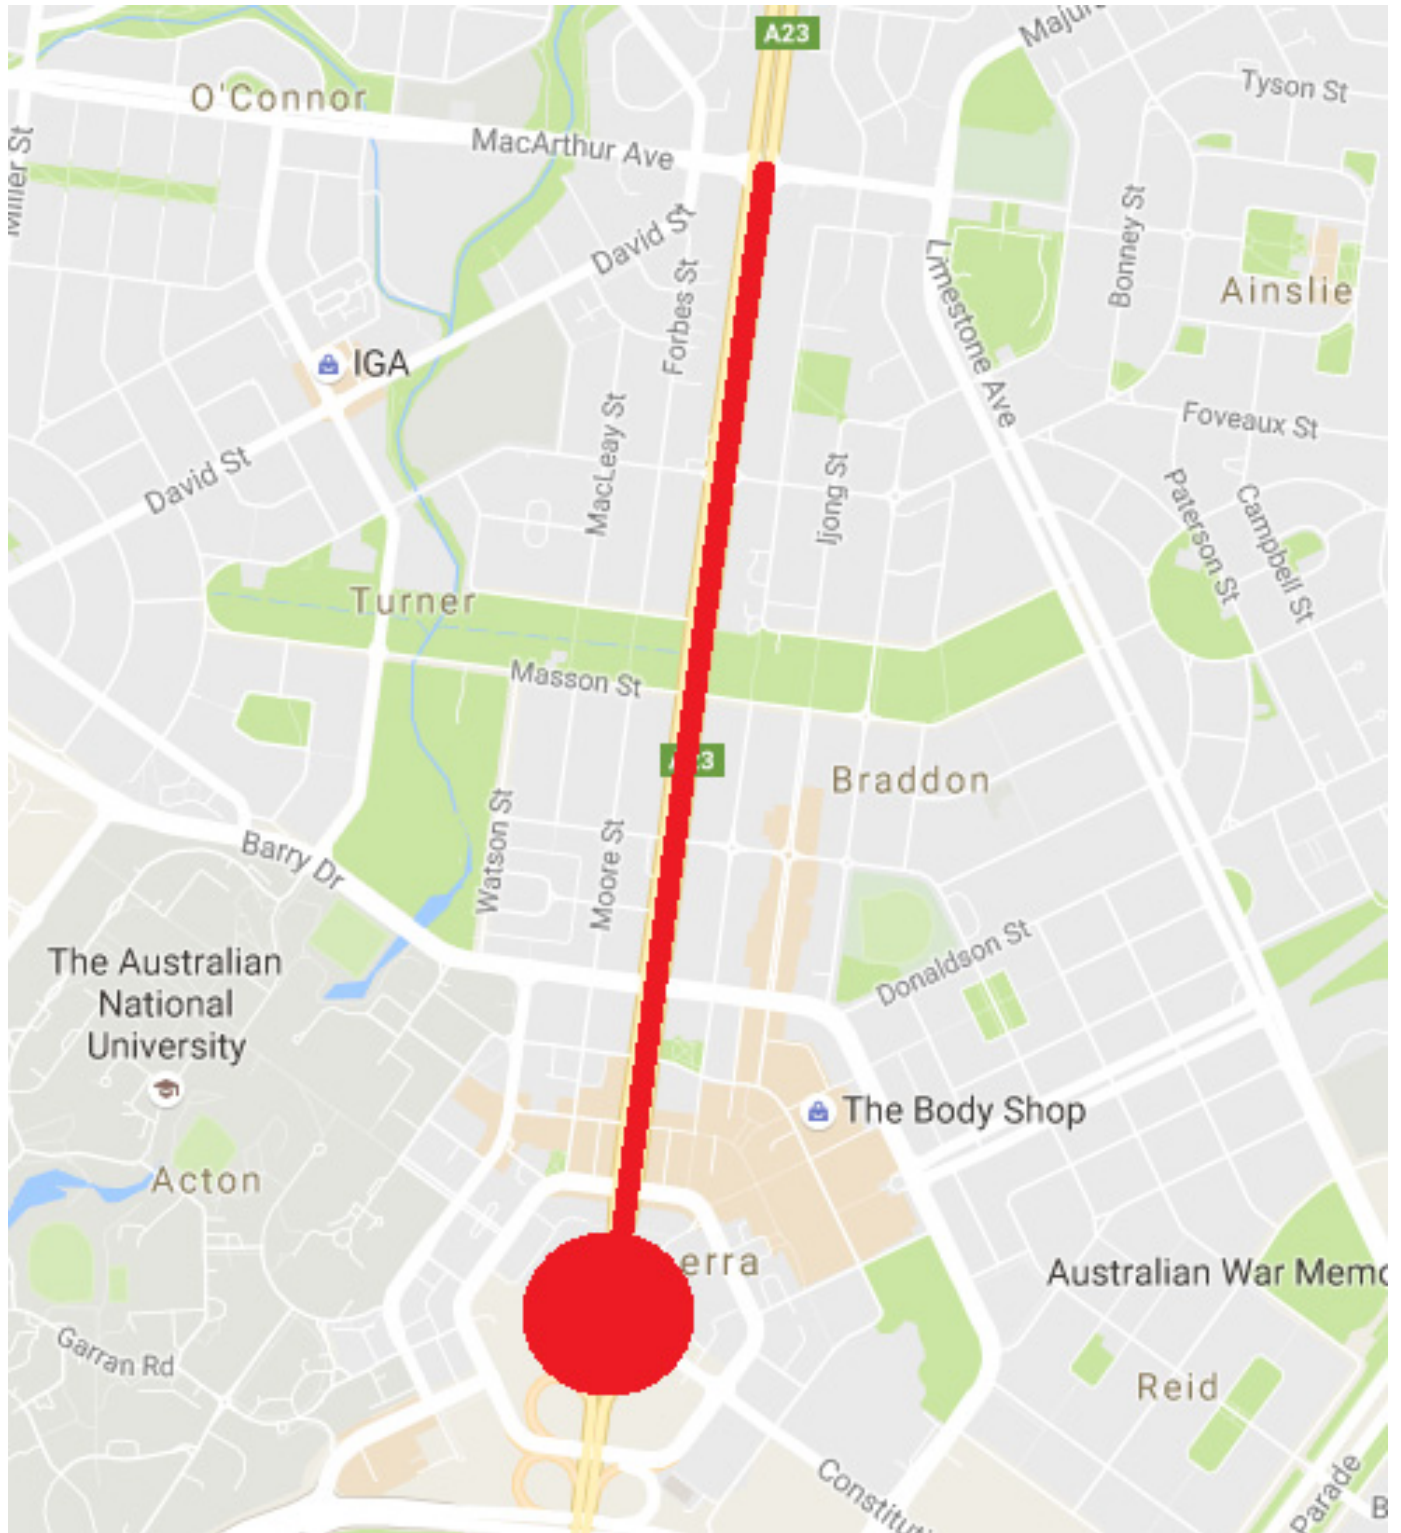 A23
Tyson St
O'Connor
MacArthur Ave
Miller St
David St
Bonney St
Forbes St
Limestone Ave
Ainslie
IGA
MacLeay St
Foveaux St
David St
Ijong St
Paterson St
Campbell St
Turner
Masson St
Braddon
Watson St
Moore St
Barry Dr
Donaldson St
The Australian
National
University
The Body Shop
Acton
erra
Australian War Memo
Garran Rd
Reid
Parade